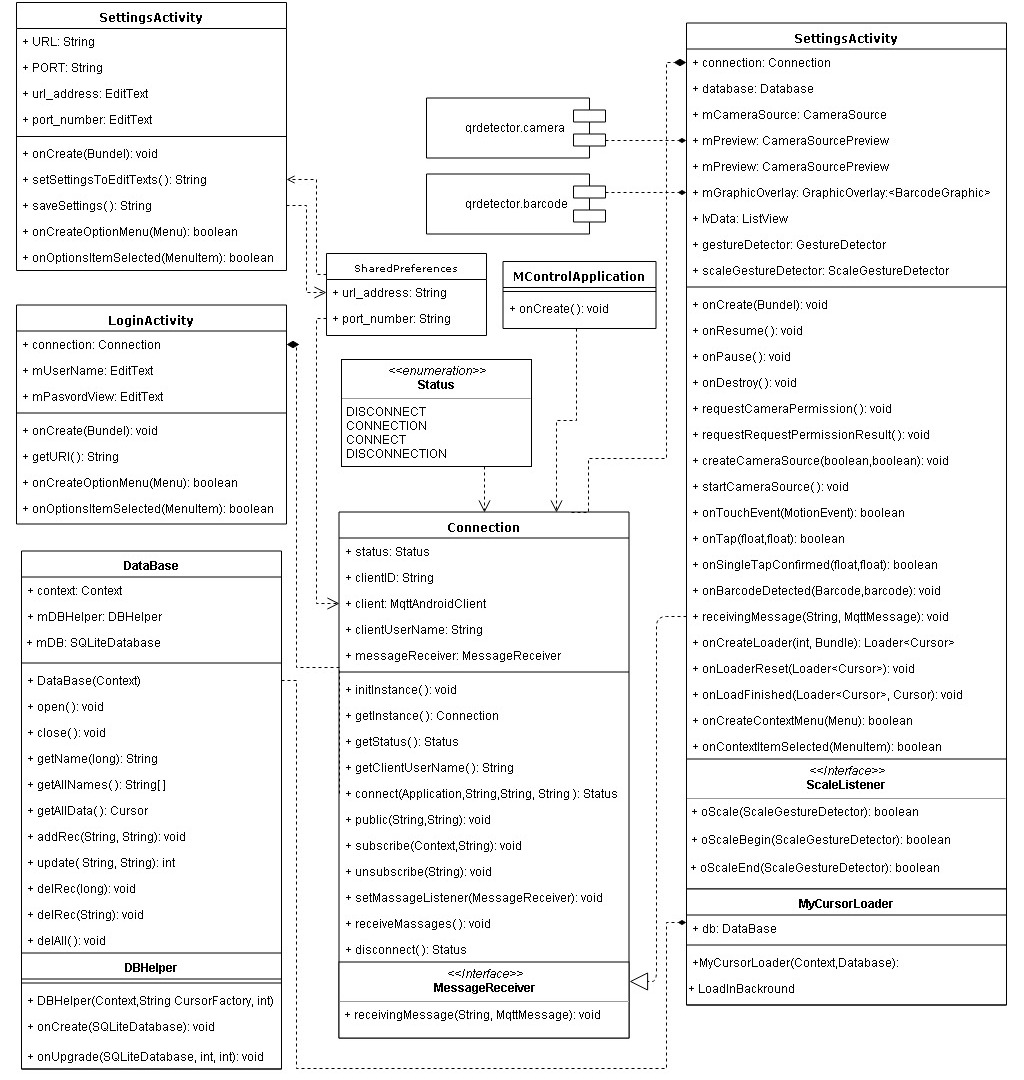 SettingsActivity
+ URL: String
+ PORT: String
+ url_address: EditText
+ port_number: EditText
+ onCreate(Bundel): void
+ setSettingsToEditTexts(): String
+ saveSettings(): String
+ onCreateOptionMenu(Menu): boolean
+ onOptionsItemSelected(MenuItem): boolean
LoginActivity
+ connection: Connection
+ mUserName: EditText
+ mPasvordView: EditText
+ onCreate(Bundel): void
+ getURI(): String
+ onCreateOptionMenu(Menu): boolean
+ onOptionsItemSelected(MenuItem): boolean
DataBase
+ context: Context
+ mDBHelper: DBHelper
+ mDB: SQLiteDatabase
+ DataBase(Context)
+ open(): void
+ close(): void
+ getName(long): String
+ getAllNames(): String[]
+ getAllData(): Cursor
+ addRec(String, String): void
+ update( String, String): int
+ delRec(long): void
+ delRec(String): void
+ delAll(): void
DBHelper
+ DBHelper(Context,String CursorFactory, int)
+ onCreate(SQLiteDatabase): void
+ onUpgrade(SQLiteDatabase, int, int): void
qrdetector.camera
qrdetector.barcode
SharedPreferences
+ url_address: String
+ port_number: String
MControlApplication
+ onCreate(): void
<<enumeration>>
Status
DISCONNECT
CONNECTION
CONNECT
DISCONNECTION
Connection
+ status: Status
+ clientID: String
+ client: MqttAndroidClient
+ clientUserName: String
+ messageReceiver: MessageReceiver
+ initInstance(): void
+ getInstance(): Connection
+ getStatus(): Status
+ getClientUserName(): String
+ connect(Application,String,String, String ): Status
+ public(String,String): void
+ subscribe(Context,String): void
+ unsubscribe(String): void
+ setMassageListener(MessageReceiver): void
+ receiveMassages(): void
+ disconnect(): Status
<<Interface>>
MessageReceiver
+ receivingMessage(String, MqttMessage): void
SettingsActivity
+ connection: Connection
+ database: Database
+ mCameraSource: CameraSource
+ mPreview: CameraSourcePreview
+ mPreview: CameraSourcePreview
+ mGraphicOverlay: GraphicOverlay:<BarcodeGraphic>
+ lvData: ListView
+ gestureDetector: GestureDetector
+ scaleGestureDetector: ScaleGestureDetector
+ onCreate(Bundel): void
+ onResume(): void
+ onPause(): void
+ onDestroy(): void
+ requestCameraPermission(): void
+ requestRequestPermissionResult(): void
+ createCameraSource(boolean,boolean): void
+ startCameraSource(): void
+ onTouchEvent(MotionEvent): boolean
+ onTap(float,float): boolean
+ onSingleTapConfirmed(float,float): boolean
+ onBarcodeDetected(Barcode,barcode): void
+ receivingMessage(String, MqttMessage): void
+ onCreateLoader(int, Bundle): Loader<Cursor>
+ onLoaderReset(Loader<Cursor>): void
+ onLoadFinished(Loader<Cursor>, Cursor): void
+ onCreateContextMenu(Menu): boolean
+ onContextItemSelected(MenuItem): boolean
<<Interface>>
ScaleListener
+ oScale(ScaleGestureDetector): boolean
+ oScaleBegin(ScaleGestureDetector): boolean
+ oScaleEnd(ScaleGestureDetector): boolean
MyCursorLoader
+ db: DataBase
+MyCursorLoader(Context,Database):
+ LoadInBackround